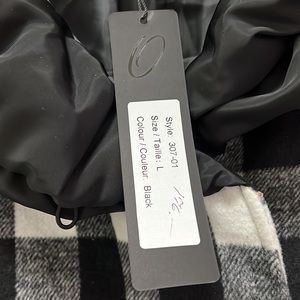 Style: 307-01
Size / Taille: L
Colour / Couleur: Black